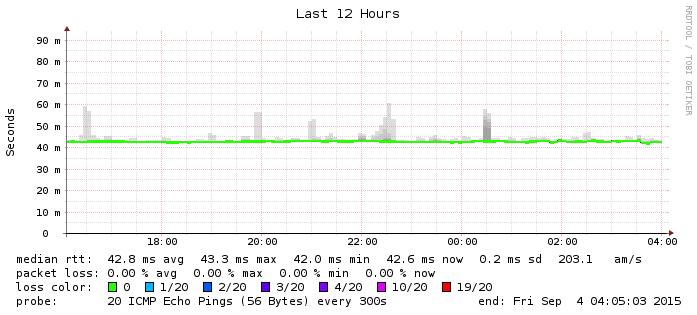 Last 12 Hours
RRDTOOL / TOBI OETIKER
Seconds
90 m
80 m
70 m
60 m
50 m
40 m
30 m
20 m
10 m
0
18:00 20:00 22:00 00:00 02:00 04:00
median rtt: 42.8 ms avg 43.3 ms max 42.0 ms min 42.6 ms now 0.2 ms sd 203.1 am/s
packet loss: 0.00 % avg 0.00 % max 0.00 % min 0.00 % now
loss color: 0 1/20 2/20 3/20 4/20 10/20 19/20
probe: 20 ICMP Echo Pings (56 Bytes) every 300s end: Fri Sep 4 04:05:03 2015